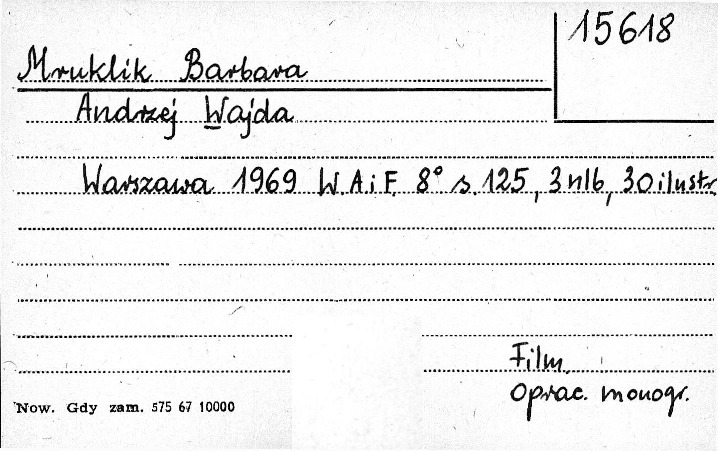 15618
Mruklik Barbara
Andrzej Wajda
Warszawa 1969 W.A.i F. 8° s. 125, 3 nlb, 30 ilustr.
Film.
Oprac. monogr.
Now. Gdy zam. 575 67 10000